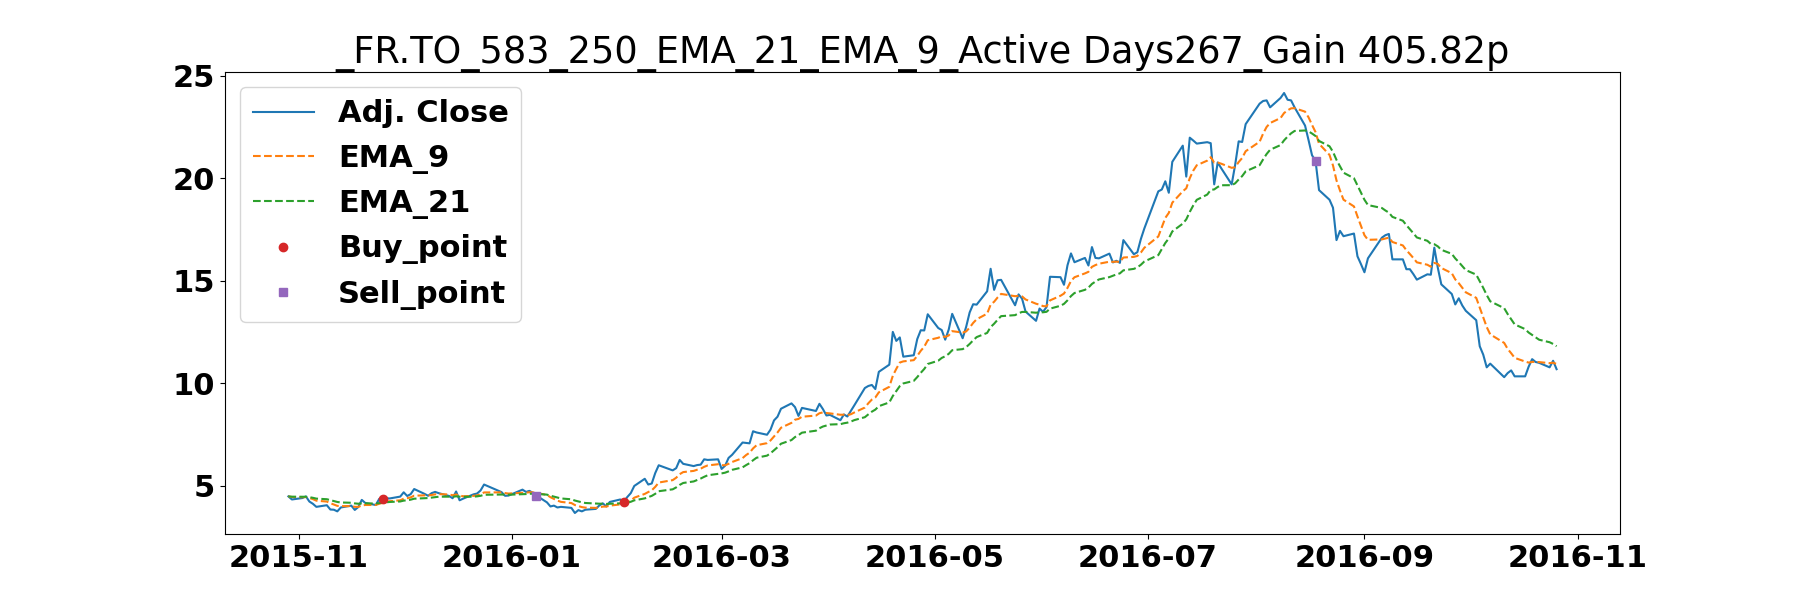 _FR.TO_583_250_EMA_21_EMA_9_Active Days267_Gain 405.82p
25
20
15
10
5
Adj. Close
EMA_9
EMA_21
Buy_point
Sell_point
2015-11 2016-01 2016-03 2016-05 2016-07 2016-09 2016-11